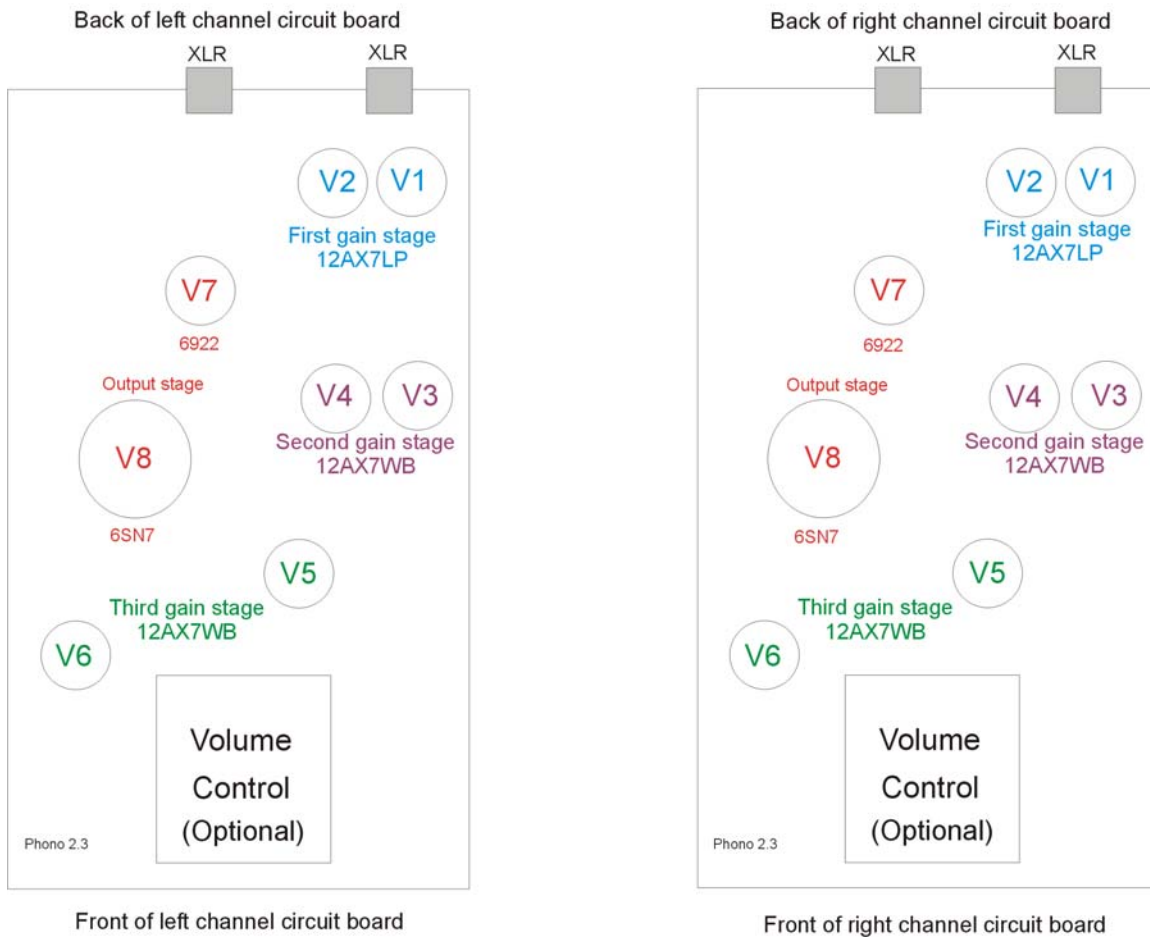 Back of left channel circuit board
XLR
XLR
V2
V1
First gain stage
12AX7LP
V7
6922
Output stage
V4
V3
Second gain stage
12AX7WB
V8
6SN7
V5
Third gain stage
12AX7WB
V6
Volume
Control
(Optional)
Phono 2.3
Front of left channel circuit board
Back of right channel circuit board
XLR
XLR
V2
V1
First gain stage
12AX7LP
V7
6922
Output stage
V4
V3
Second gain stage
12AX7WB
V8
6SN7
V5
Third gain stage
12AX7WB
V6
Volume
Control
(Optional)
Phono 2.3
Front of right channel circuit board